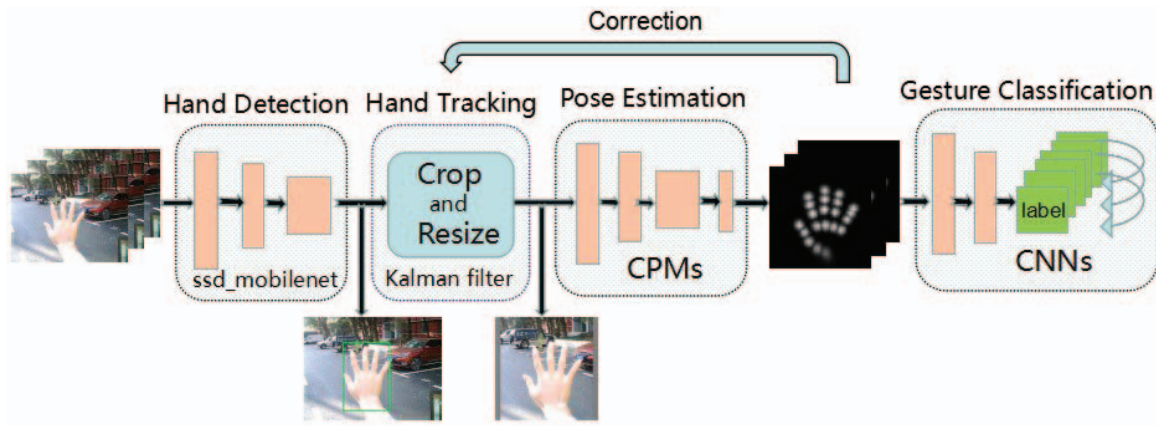 Correction
Hand Detection
Hand Tracking
Pose Estimation
Gesture Classification
Crop
and
Resize
label
ssd_mobilenet
Kalman filter
CPMs
CNNs